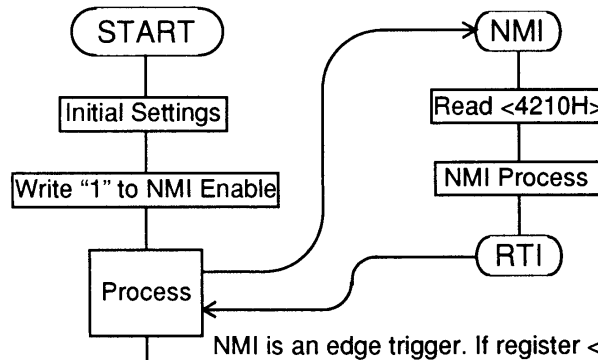 START
Initial Settings
Write “1” to NMI Enable
Process
NMI
Read <4210H>
NMI Process
RTI
NMI is an edge trigger. If register <